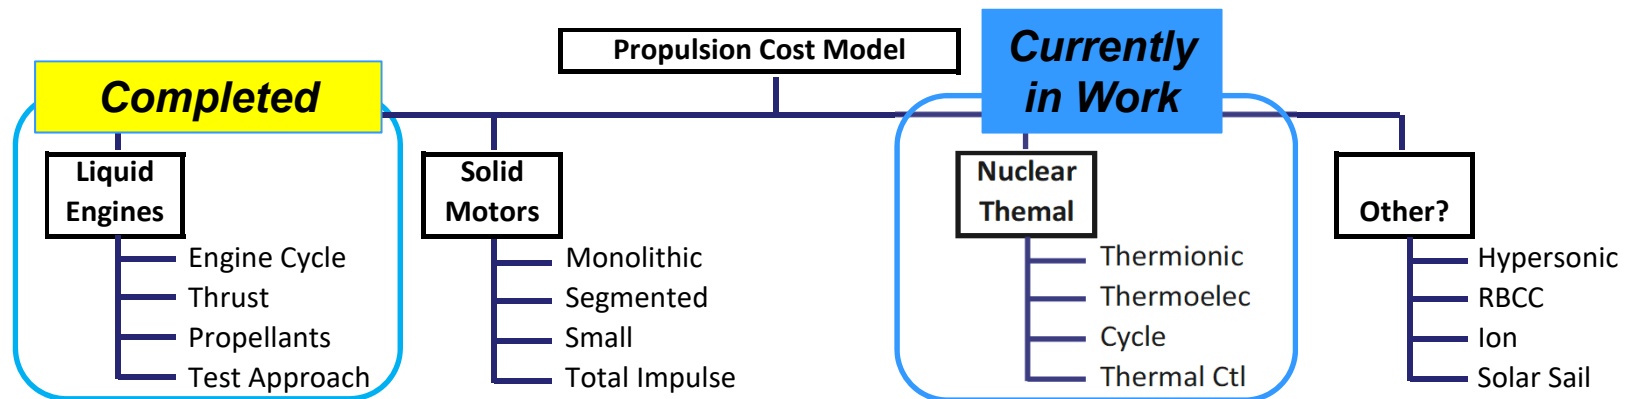 Propulsion Cost Model
Completed
Currently
in Work
Liquid
Engines
Engine Cycle
Thrust
Propellants
Test Approach
Solid
Motors
Monolithic
Segmented
Small
Total Impulse
Nuclear
Themal
Thermionic
Thermoelec
Cycle
Thermal Ctl
Other?
Hypersonic
RBCC
Ion
Solar Sail